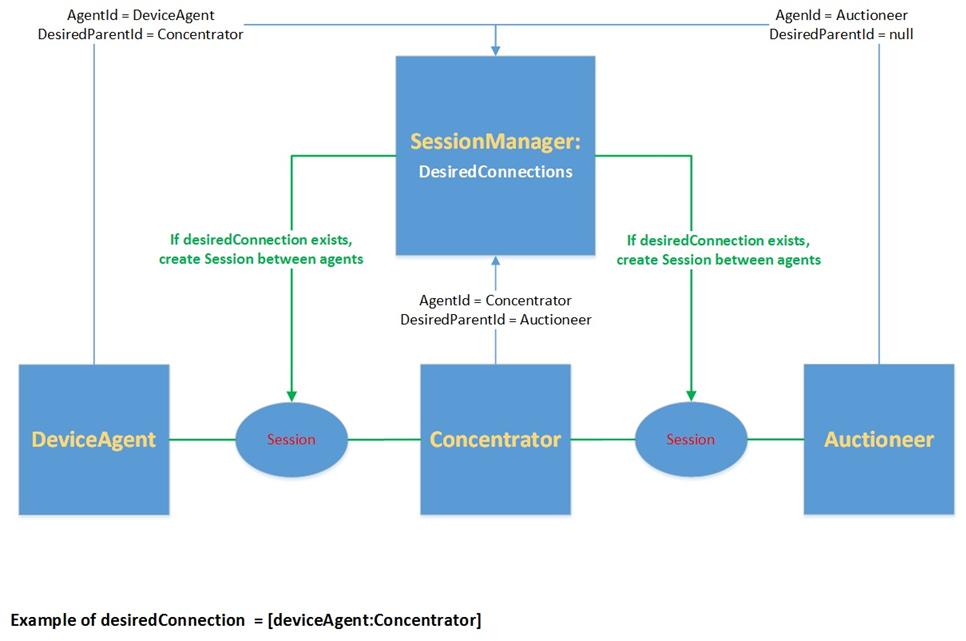 AgentId = DeviceAgent
DesiredParentId = Concentrator
AgenId = Auctioneer
DesiredParentId = null
SessionManager:
DesiredConnections
If desiredConnection exists,
create Session between agents
If desiredConnection exists,
create Session between agents
AgentId = Concentrator
DesiredParentId = Auctioneer
DeviceAgent
Session
Concentrator
Session
Auctioneer
Example of desiredConnection = [deviceAgent:Concentrator]